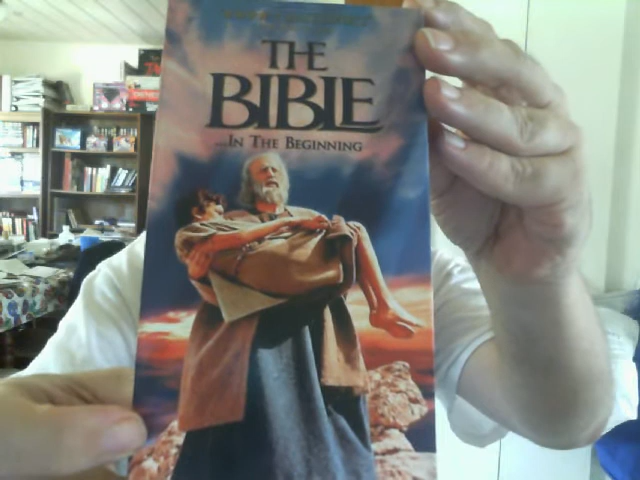 THE
BIBLE
...IN THE BEGINNING